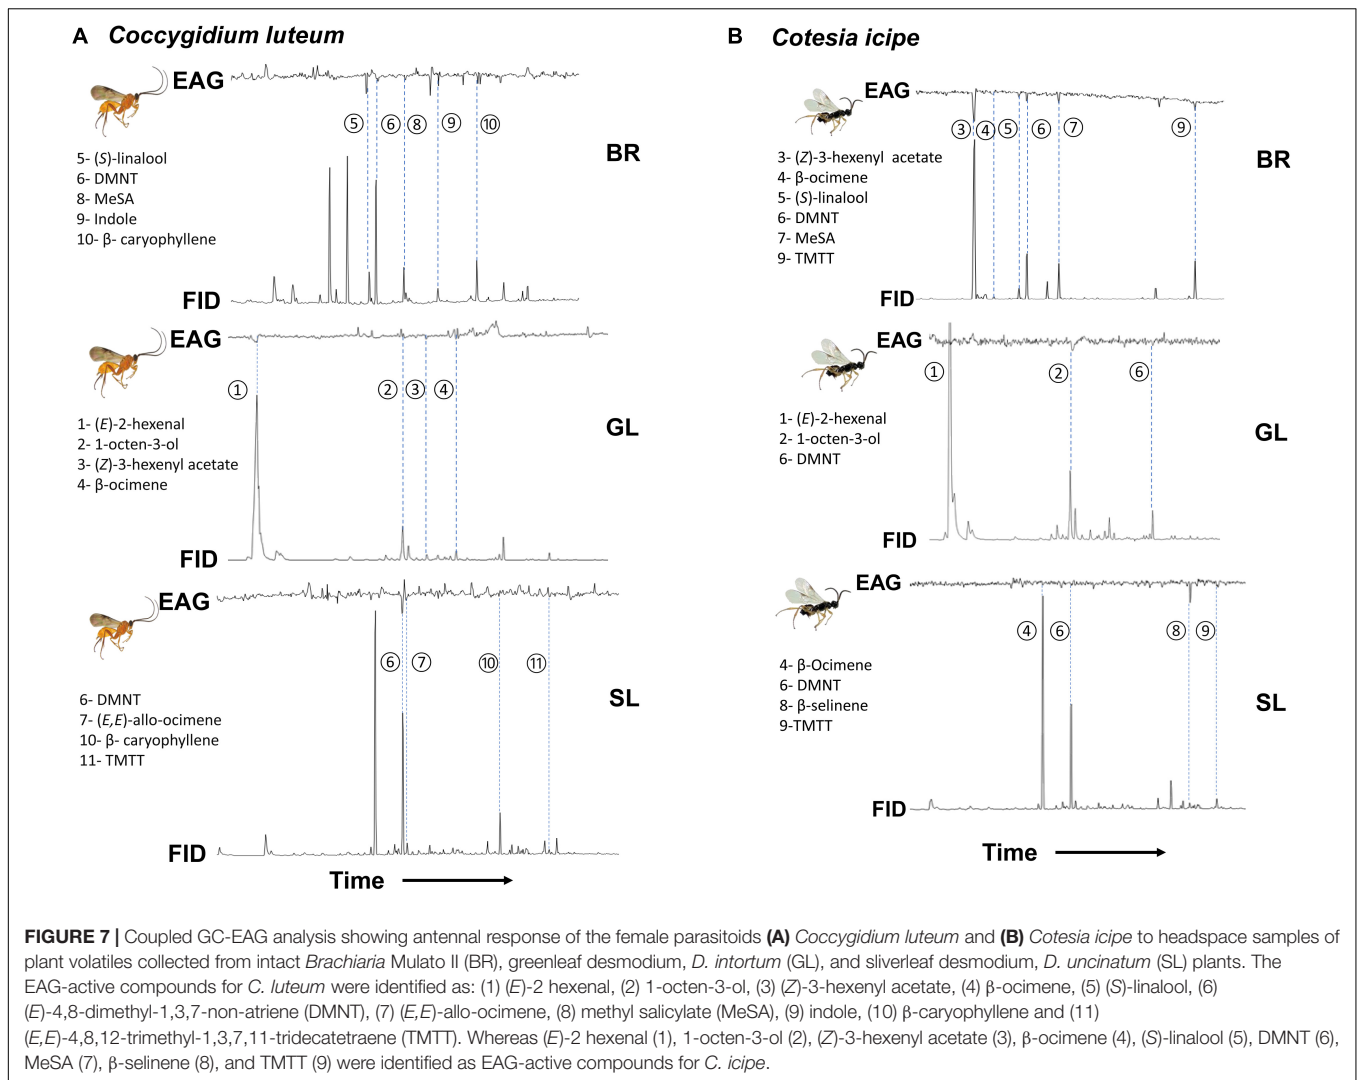 A Coccygidium luteum
EAG
5 6 8 9 10
5- (S)-linalool
6- DMNT
8- MeSA
9- Indole
10- β- caryophyllene
BR
FID
EAG
1 2 3 4
1- (E)-2-hexenal
2- 1-octen-3-ol
3- (Z)-3-hexenyl acetate
4- β-ocimene
GL
FID
EAG
6 7 10 11
6- DMNT
7- (E,E)-allo-ocimene
10- β- caryophyllene
11- TMTT
SL
FID
Time
B Cotesia icipe
EAG
3 4 5 6 7 9
3- (Z)-3-hexenyl acetate
4- β-ocimene
5- (S)-linalool
6- DMNT
7- MeSA
9- TMTT
BR
FID
EAG
1 2 6
1- (E)-2-hexenal
2- 1-octen-3-ol
6- DMNT
GL
FID
EAG
4 6 8 9
4- β-Ocimene
6- DMNT
8- β-selinene
9-TMTT
SL
FID
Time
FIGURE 7 | Coupled GC-EAG analysis showing antennal response of the female parasitoids (A) Coccygidium luteum and (B) Cotesia icipe to headspace samples of
plant volatiles collected from intact Brachiaria Mulato II (BR), greenleaf desmodium, D. intortum (GL), and sliverleaf desmodium, D. uncinatum (SL) plants. The
EAG-active compounds for C. luteum were identified as: (1) (E)-2 hexenal, (2) 1-octen-3-ol, (3) (Z)-3-hexenyl acetate, (4) β-ocimene, (5) (S)-linalool, (6)
(E)-4,8-dimethyl-1,3,7-non-atriene (DMNT), (7) (E,E)-allo-ocimene, (8) methyl salicylate (MeSA), (9) indole, (10) β-caryophyllene and (11)
(E,E)-4,8,12-trimethyl-1,3,7,11-tridecatetraene (TMTT). Whereas (E)-2 hexenal (1), 1-octen-3-ol (2), (Z)-3-hexenyl acetate (3), β-ocimene (4), (S)-linalool (5), DMNT (6),
MeSA (7), β-selinene (8), and TMTT (9) were identified as EAG-active compounds for C. icipe.